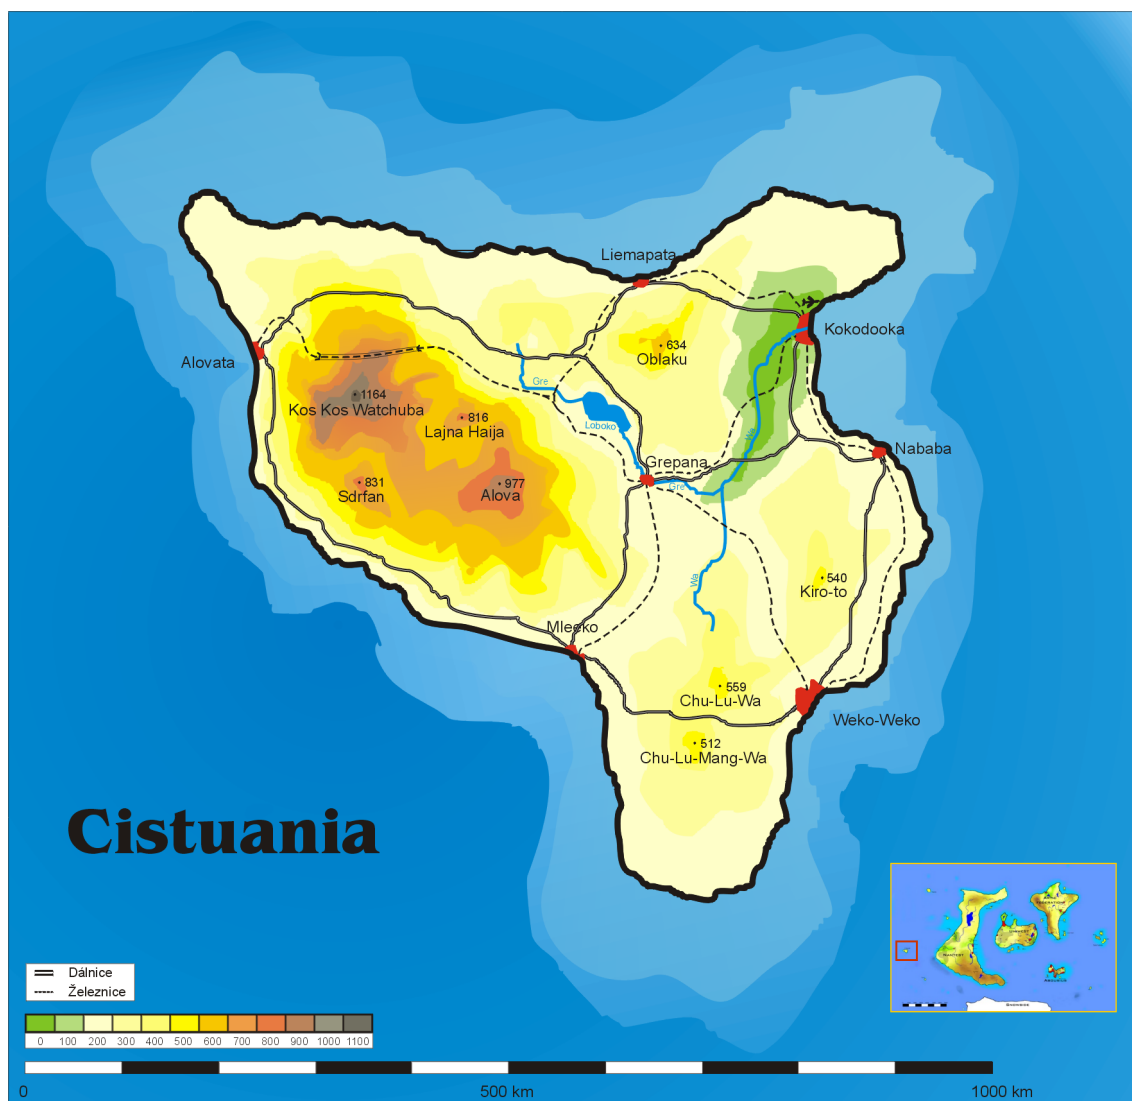 Liemapata
Kokodooka
634
Oblaku
Alovata
Gre
1164
Kos Kos Watchuba
816
Lajna Haija
Loboko
Wa
Nababa
Grepana
831
Sdrfan
977
Alova
Gre
Wa
540
Kiro-to
Mleeko
559
Chu-Lu-Wa
Weko-Weko
512
Chu-Lu-Mang-Wa
Cistuania
Dálnice
Železnice
0 100 200 300 400 500 600 700 800 900 1000 1100
0 500 km 1000 km